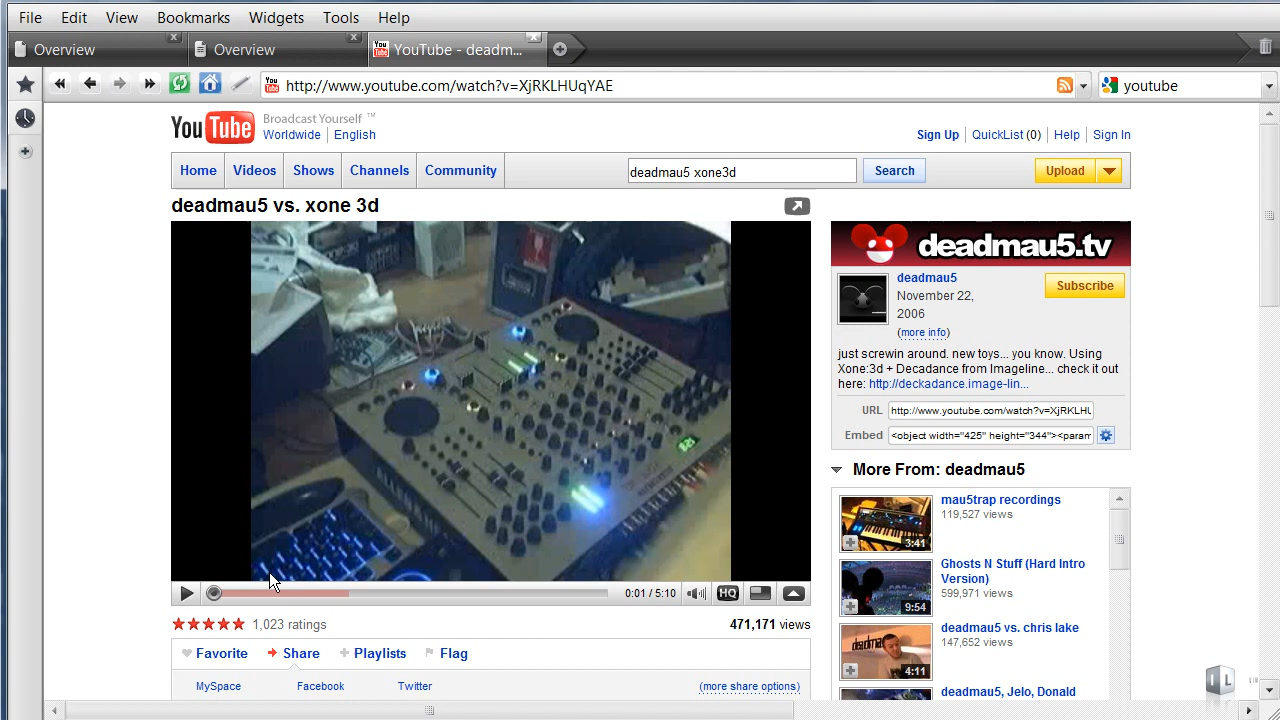 File Edit View Bookmarks Widgets Tools Help
Overview Overview YouTube - deadm...
http://www.youtube.com/watch?v=XjRKLHUqYAE youtube
YouTube Broadcast Yourself ™
Worldwide | English Sign Up | QuickList (0) | Help | Sign In
Home Videos Shows Channels Community deadmau5 xone3d Search Upload
deadmau5 vs. xone 3d
deadmau5.tv
deadmau5
November 22,
2006
(more info)
Subscribe
just screwin around. new toys... you know. Using
Xone:3d + Decadance from Imageline... check it out
here: http://deckadance.image-lin...
URL http://www.youtube.com/watch?v=XjRKLHU
Embed <object width="425" height="344"><param
More From: deadmau5
mau5trap recordings
119,527 views
3:41
Ghosts N Stuff (Hard Intro
Version)
599,971 views
9:54
deadmau5 vs. chris lake
147,652 views
4:11
deadmau5, Jelo, Donald
0:01 / 5:10 HQ
1,023 ratings 471,171 views
Favorite Share Playlists Flag
MySpace Facebook Twitter (more share options)
IL